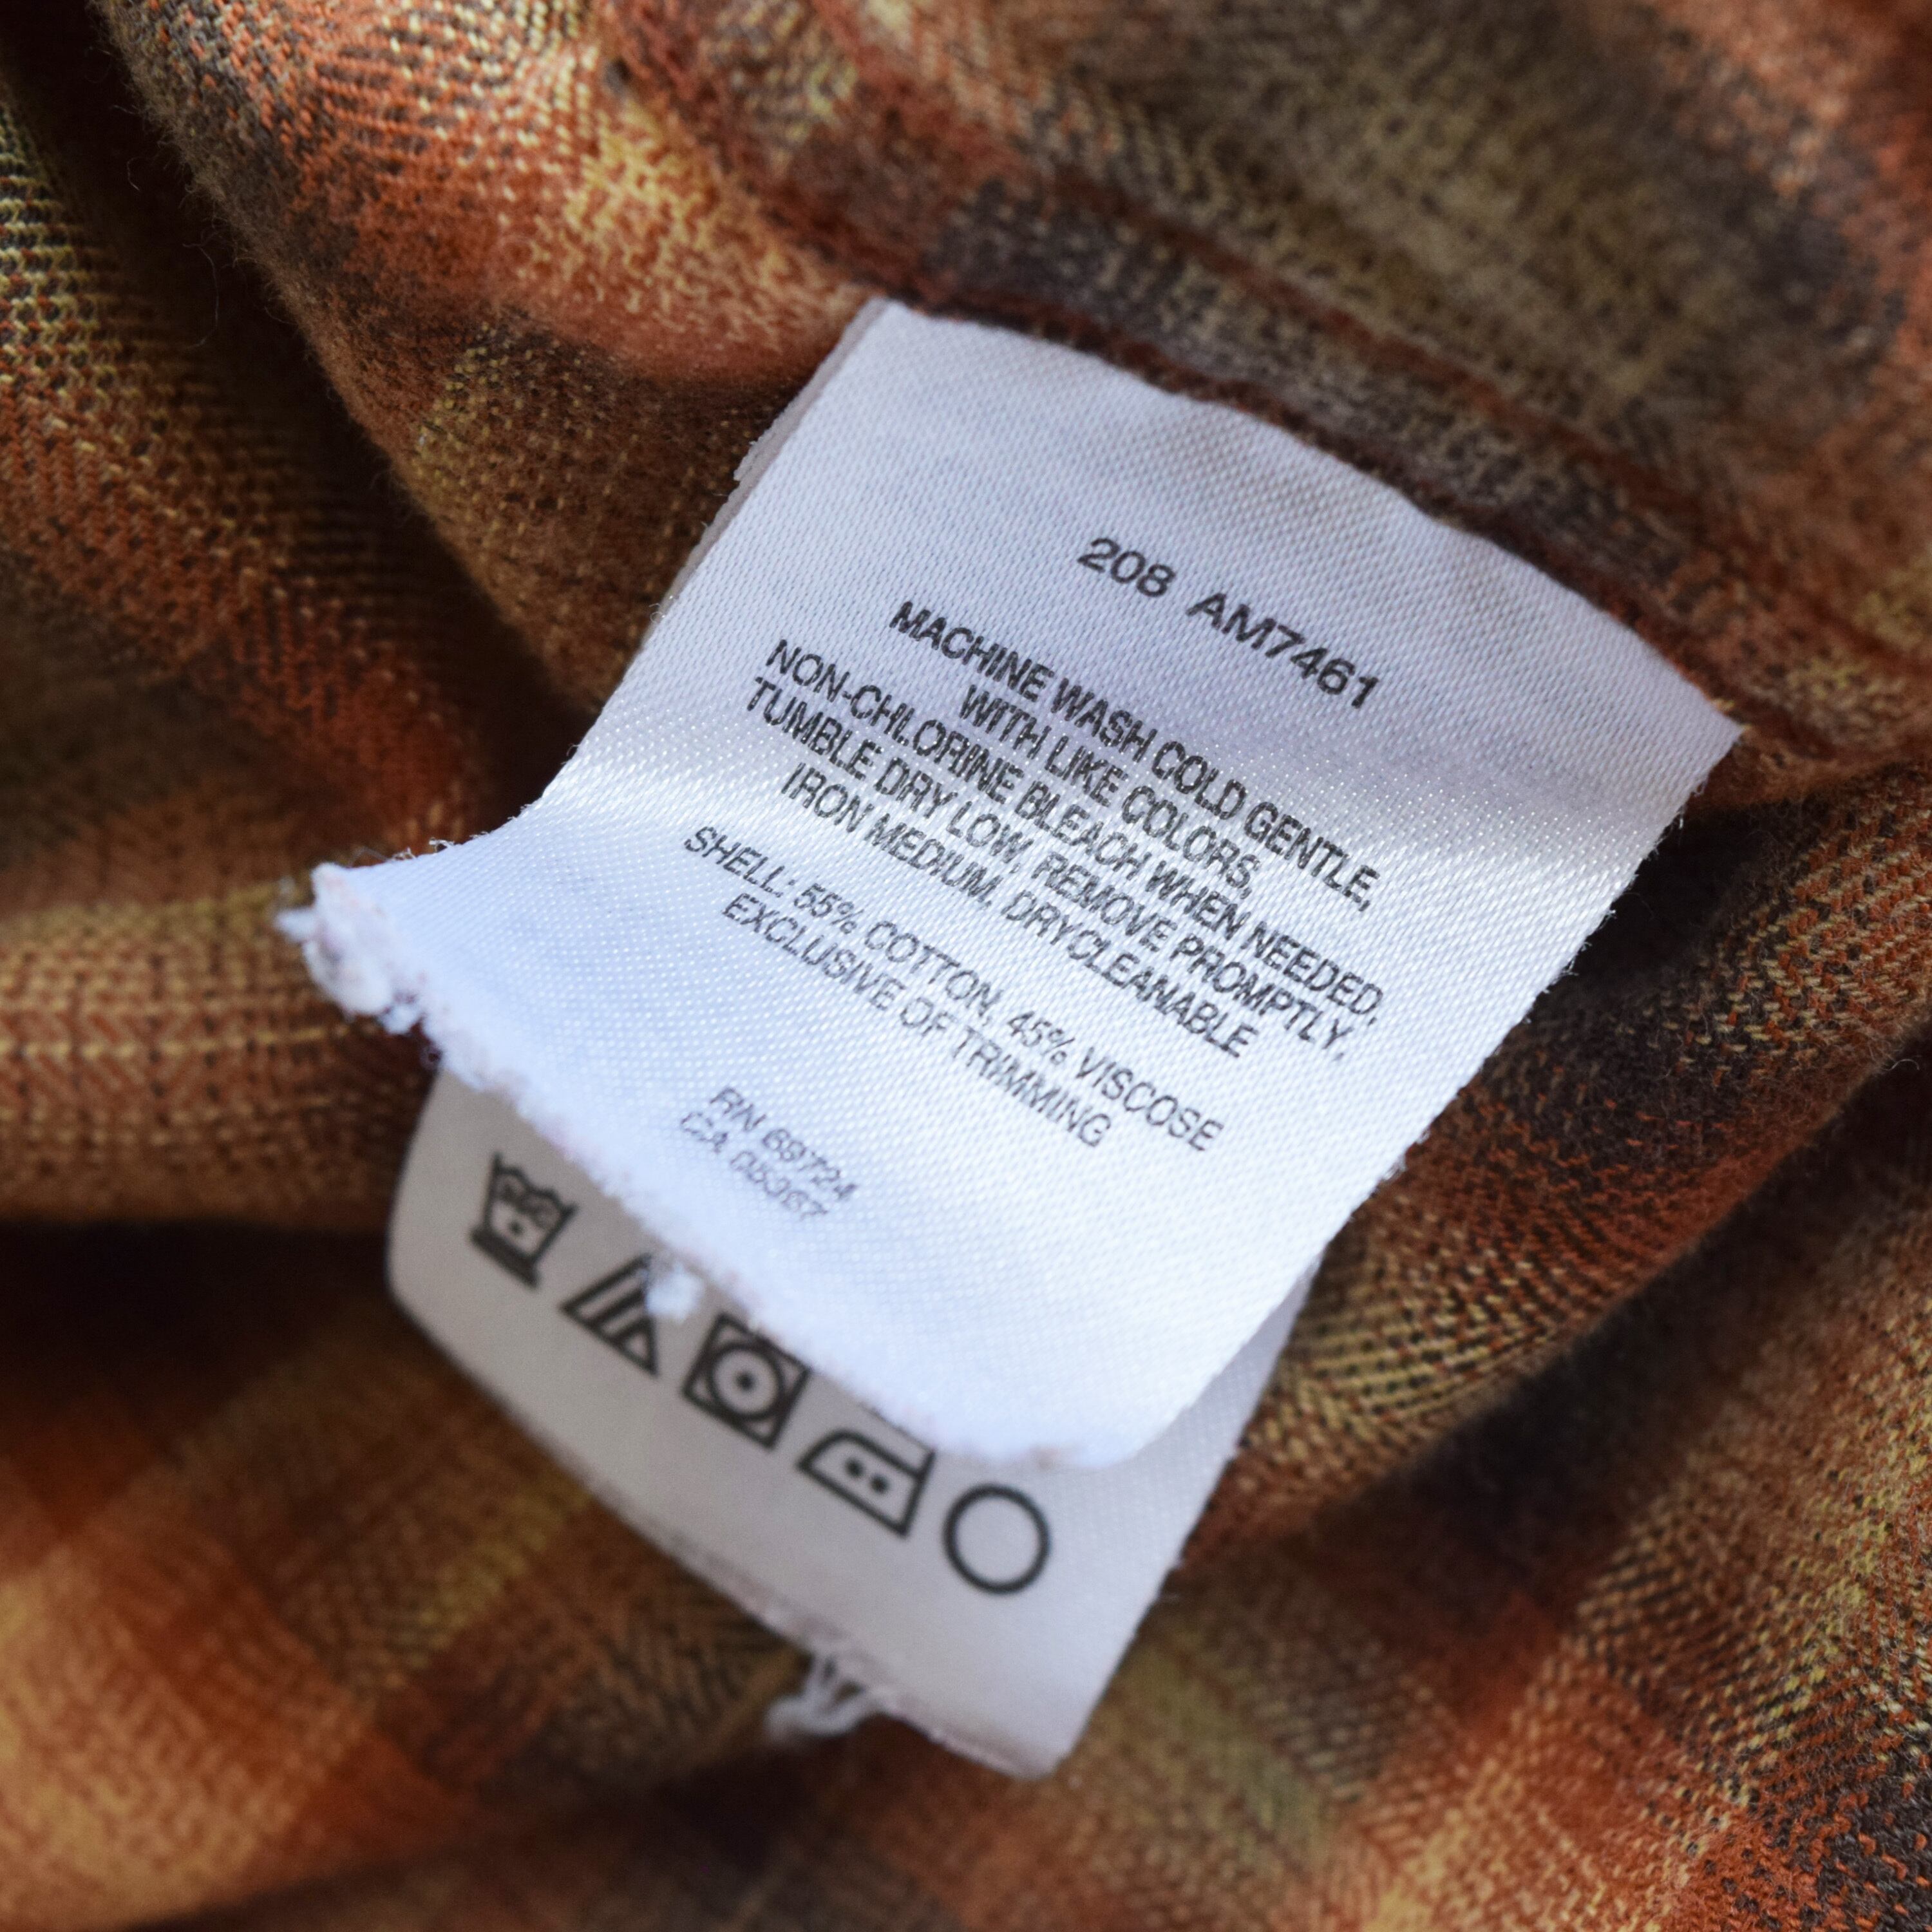 208 AM7461
MACHINE WASH COLD GENTLE,
WITH LIKE COLORS,
NON-CHLORINE BLEACH WHEN NEEDED,
TUMBLE DRY LOW, REMOVE PROMPTLY,
IRON MEDIUM, DRYCLEANABLE
SHELL: 55% COTTON, 45% VISCOSE
EXCLUSIVE OF TRIMMING
RN 69724
CA 05367